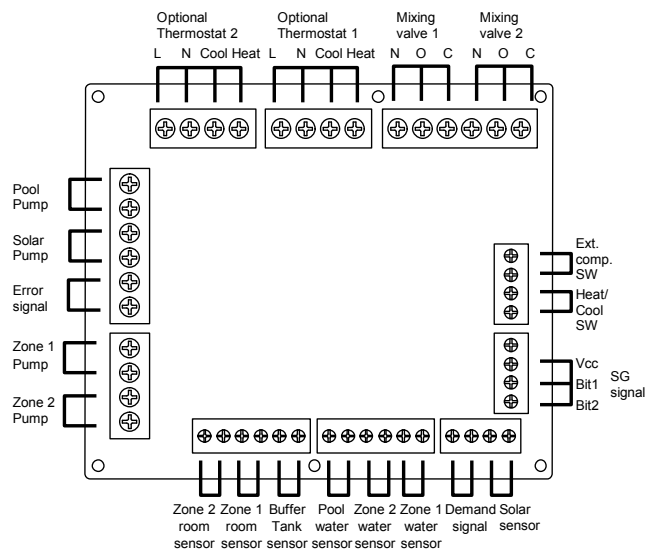 Optional
Thermostat 2
Optional
Thermostat 1
Mixing
valve 1
Mixing
valve 2
L N Cool Heat L N Cool Heat N O C N O C
Pool
Pump
Solar
Pump
Error
signal
Zone 1
Pump
Zone 2
Pump
Ext.
comp.
SW
Heat/
Cool
SW
Vcc
Bit1
Bit2
SG
signal
Zone 2
room
sensor
Zone 1
room
sensor
Buffer
Tank
sensor
Pool
water
sensor
Zone 2
water
sensor
Zone 1
water
sensor
Demand
signal
Solar
sensor